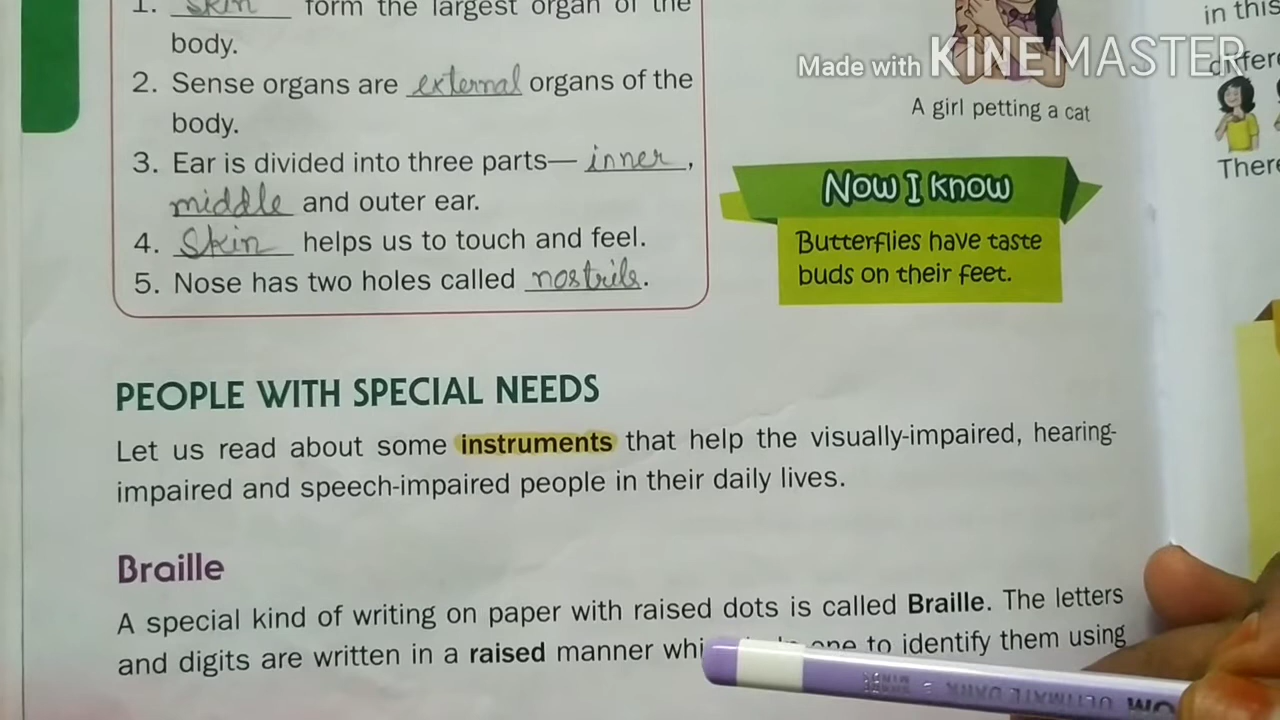 1. Skin form the largest organ of the
body.
2. Sense organs are external organs of the
body.
3. Ear is divided into three parts— inner,
middle and outer ear.
4. Skin helps us to touch and feel.
5. Nose has two holes called nostrils.
Made with KINEMASTER
A girl petting a cat
Now I know
Butterflies have taste
buds on their feet.
PEOPLE WITH SPECIAL NEEDS
Let us read about some instruments that help the visually-impaired, hearing-
impaired and speech-impaired people in their daily lives.
Braille
A special kind of writing on paper with raised dots is called Braille. The letters
and digits are written in a raised manner one to identify them using
in this
There